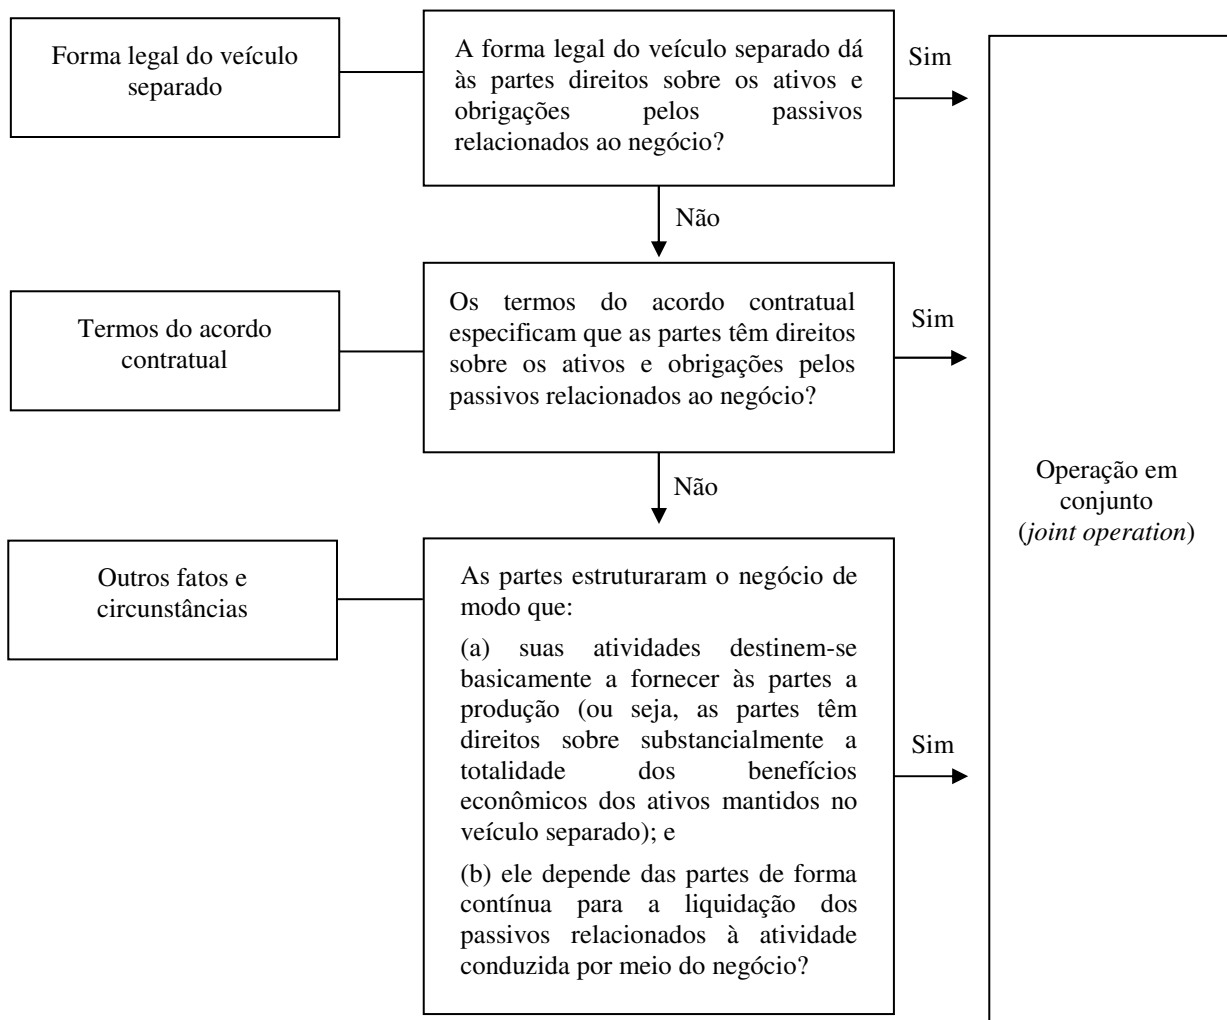 Forma legal do veículo
separado
A forma legal do veículo separado dá
às partes direitos sobre os ativos e
obrigações pelos passivos
relacionados ao negócio?
Sim
Não
Termos do acordo
contratual
Os termos do acordo contratual
especificam que as partes têm direitos
sobre os ativos e obrigações pelos
passivos relacionados ao negócio?
Sim
Não
Operação em
conjunto
(joint operation)
Outros fatos e
circunstâncias
As partes estruturaram o negócio de
modo que:
(a) suas atividades destinem-se
basicamente a fornecer às partes a
produção (ou seja, as partes têm
direitos sobre substancialmente a
totalidade dos benefícios
econômicos dos ativos mantidos no
veículo separado); e
(b) ele depende das partes de forma
contínua para a liquidação dos
passivos relacionados à atividade
conduzida por meio do negócio?
Sim